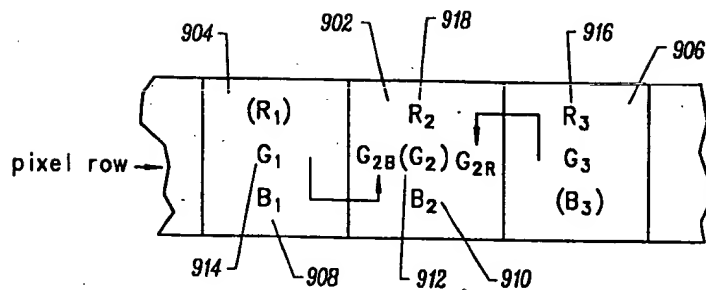 904 902 918 916 906
(R₁) R₂ R₃
pixel row G₁ G₂B(G₂) G₂R G₃
B₁ B₂ (B₃)
914 908 912 910